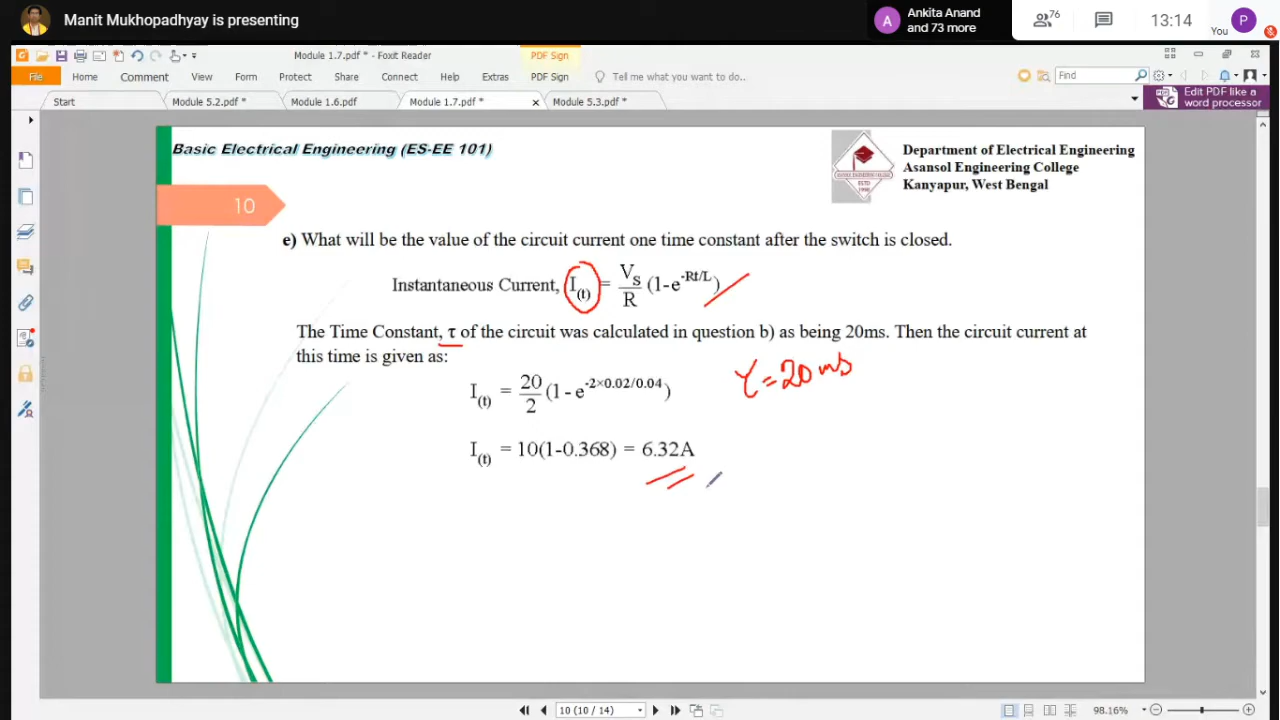 Manit Mukhopadhyay is presenting
A
Ankita Anand
and 73 more
76
13:14
You
P
Module 1.7.pdf * - Foxit Reader
PDF Sign
File
Home
Comment
View
Form
Protect
Share
Connect
Help
Extras
PDF Sign
Tell me what you want to do..
Find
Start
Module 5.2.pdf *
Module 1.6.pdf
Module 1.7.pdf *
Module 5.3.pdf *
Edit PDF like a
word processor
Basic Electrical Engineering (ES-EE 101)
Department of Electrical Engineering
Asansol Engineering College
Kanyapur, West Bengal
10
e) What will be the value of the circuit current one time constant after the switch is closed.
Instantaneous Current, I(t) = Vs/R (1-e^-Rt/L)
The Time Constant, τ of the circuit was calculated in question b) as being 20ms. Then the circuit current at
this time is given as:
I(t) = 20/2 (1 - e^-2×0.02/0.04)
τ = 20 ms
I(t) = 10(1-0.368) = 6.32A
10 (10 / 14)
98.16%